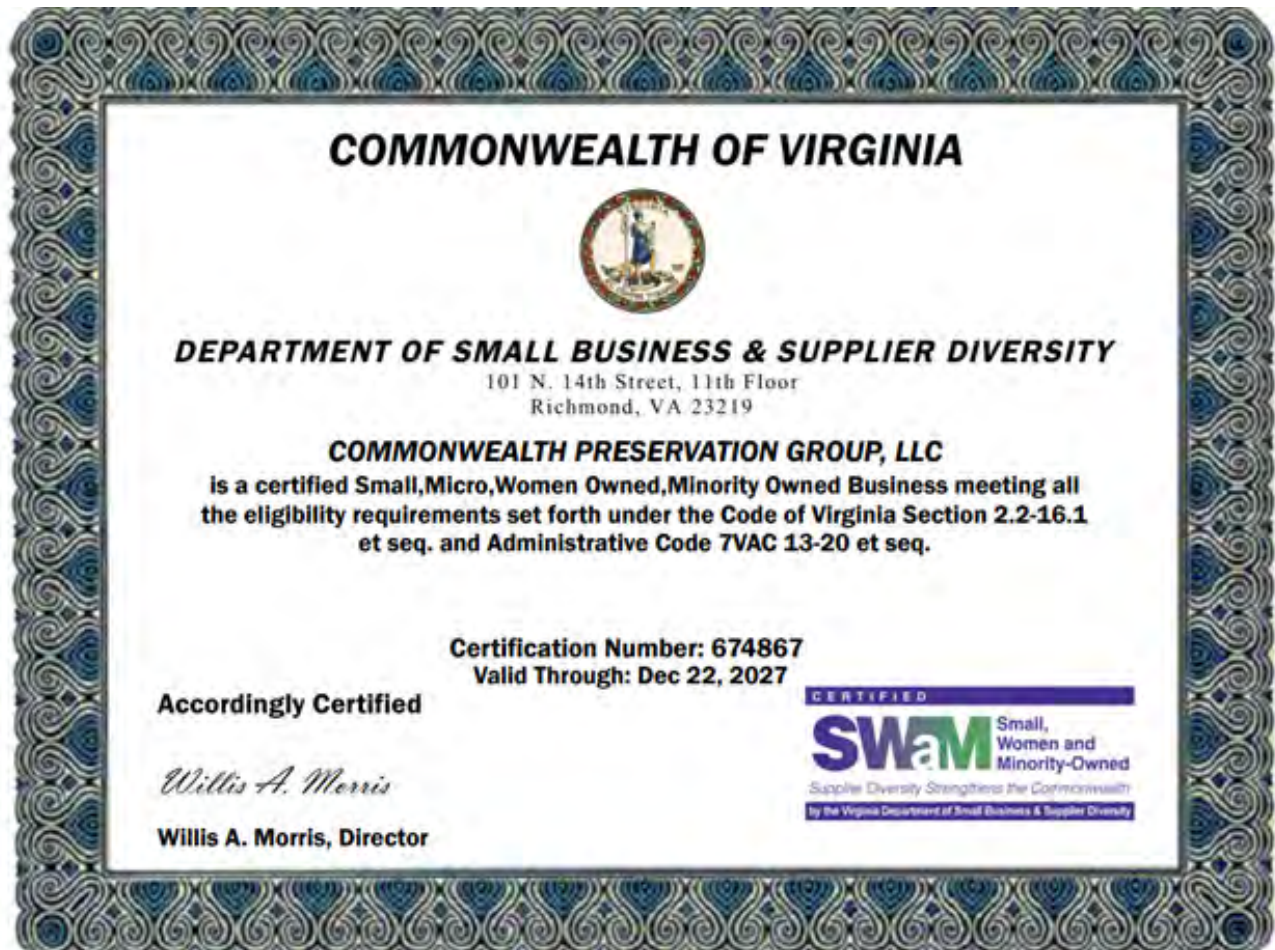 COMMONWEALTH OF VIRGINIA
DEPARTMENT OF SMALL BUSINESS & SUPPLIER DIVERSITY
101 N. 14th Street, 11th Floor
Richmond, VA 23219
COMMONWEALTH PRESERVATION GROUP, LLC
is a certified Small,Micro,Women Owned,Minority Owned Business meeting all
the eligibility requirements set forth under the Code of Virginia Section 2.2-16.1
et seq. and Administrative Code 7VAC 13-20 et seq.
Certification Number: 674867
Valid Through: Dec 22, 2027
Accordingly Certified
Willis A. Morris
Willis A. Morris, Director
CERTIFIED
SWaM
Small,
Women and
Minority-Owned
Supplier Diversity Strengthens the Commonwealth
by the Virginia Department of Small Business & Supplier Diversity